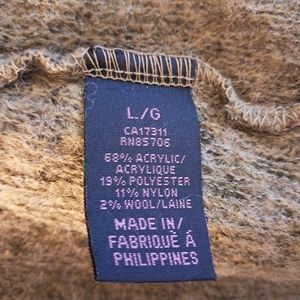 L./G
CA17311
RN85706
68% ACRYLIC/
ACRYLIQUE
19% POLYESTER
11% NYLON
2% WOOL/LAINE
MADE IN/
FABRIQUÉ Á
PHILIPPINES